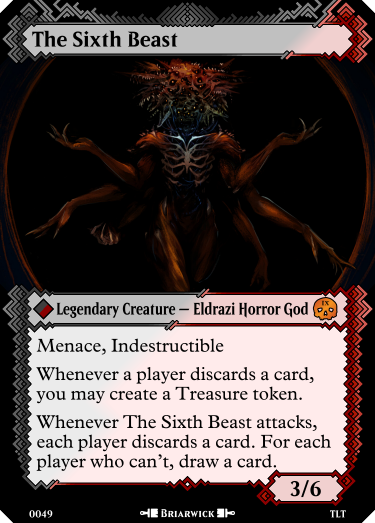 The Sixth Beast
Legendary Creature — Eldrazi Horror God
Menace, Indestructible
Whenever a player discards a card,
you may create a Treasure token.
Whenever The Sixth Beast attacks,
each player discards a card. For each
player who can't, draw a card.
3/6
0049
Briarwick
TLT